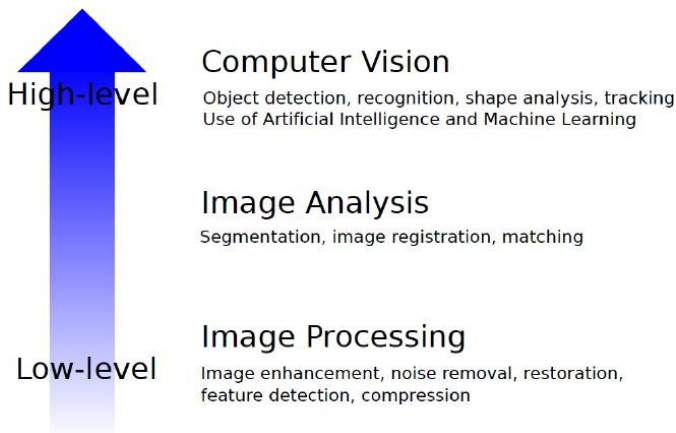 Computer Vision
High-level
Object detection, recognition, shape analysis, tracking
Use of Artificial Intelligence and Machine Learning
Image Analysis
Segmentation, image registration, matching
Image Processing
Low-level
Image enhancement, noise removal, restoration,
feature detection, compression